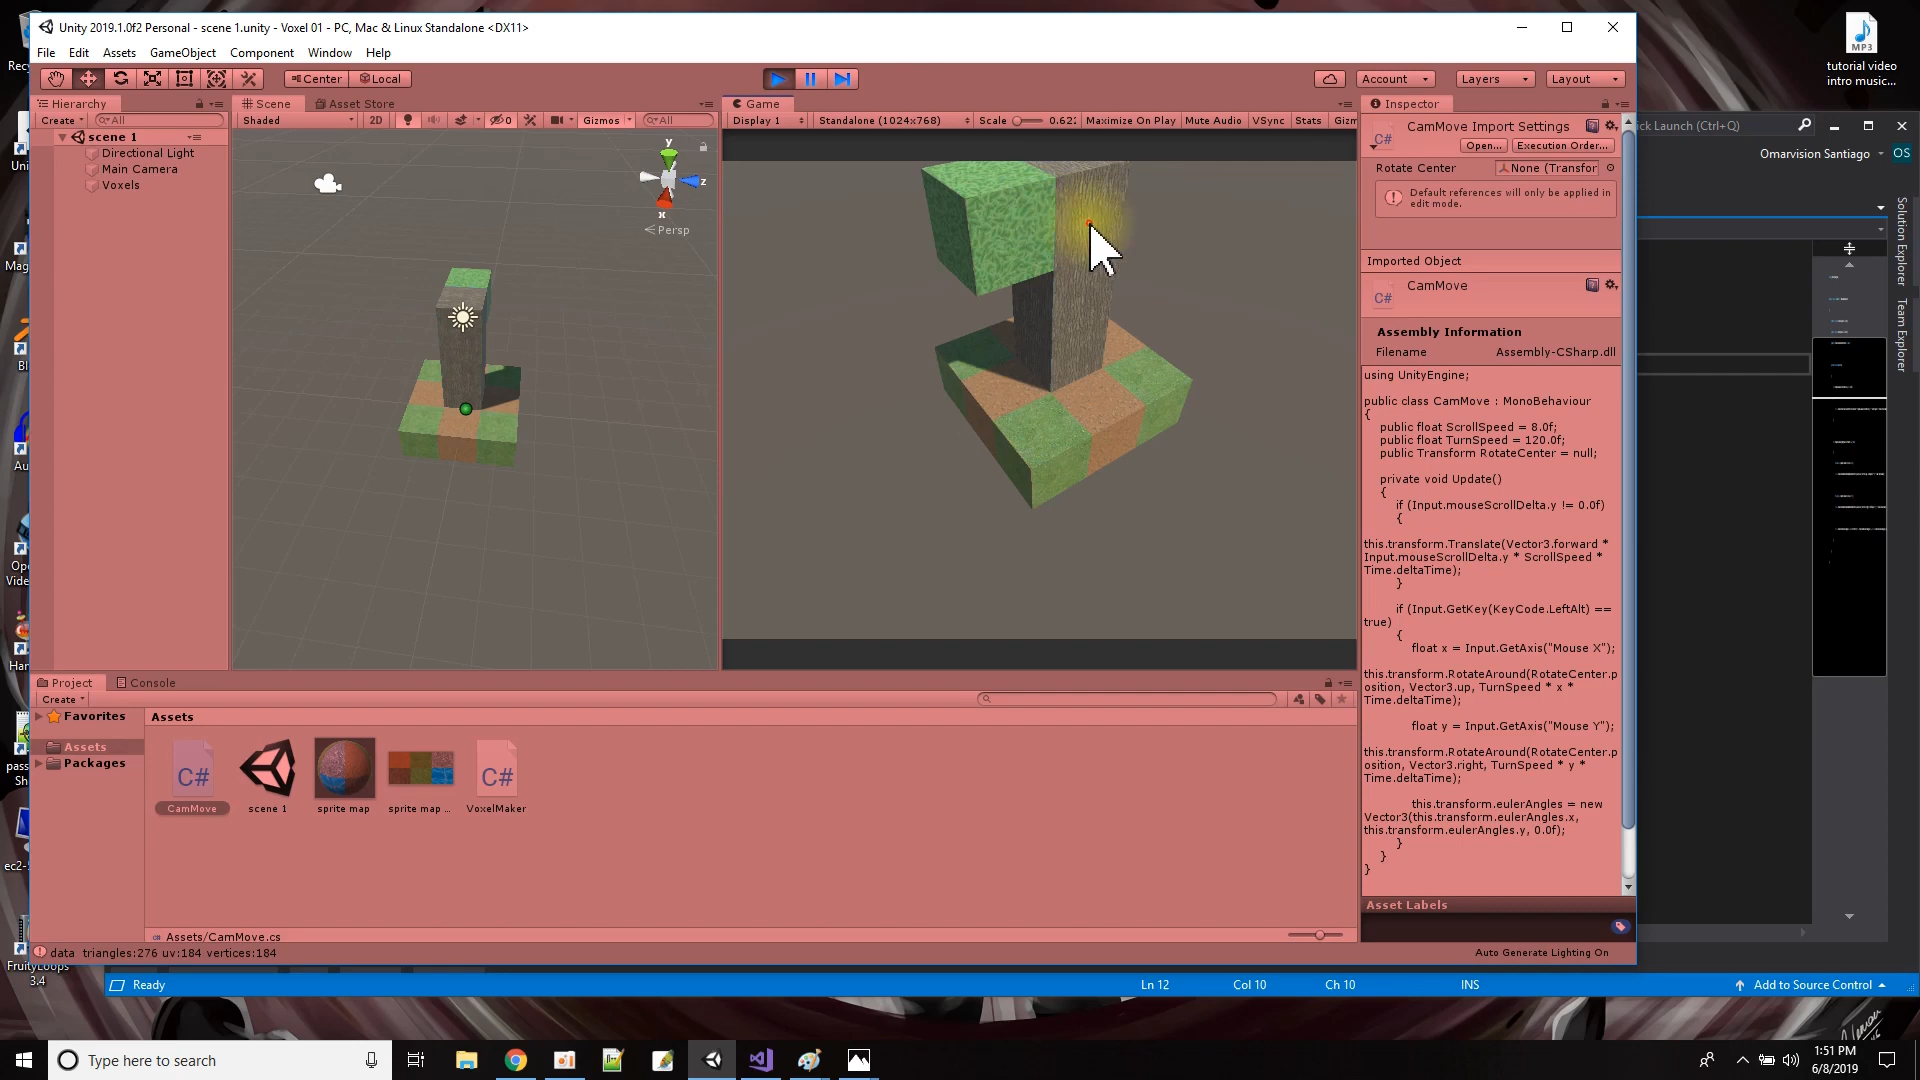 Unity 2019.1.0f2 Personal - scene 1.unity - Voxel 01 - PC, Mac & Linux Standalone <DX11>
File Edit Assets GameObject Component Window Help
Center Local
Account Layers Layout
Hierarchy
Create All
scene 1
Directional Light
Main Camera
Voxels
Scene Asset Store
Shaded 2D 0 Gizmos All
y
z
x
Persp
Game
Display 1 Standalone (1024x768) Scale 0.62 Maximize On Play Mute Audio VSync Stats Gizm
Inspector
CamMove Import Settings
C#
Open... Execution Order...
Rotate Center None (Transfor
Default references will only be applied in
edit mode.
Imported Object
CamMove
C#
Assembly Information
Filename Assembly-CSharp.dll
using UnityEngine;
public class CamMove : MonoBehaviour
{
public float ScrollSpeed = 8.0f;
public float TurnSpeed = 120.0f;
public Transform RotateCenter = null;
private void Update()
{
if (Input.mouseScrollDelta.y != 0.0f)
{
this.transform.Translate(Vector3.forward *
Input.mouseScrollDelta.y * ScrollSpeed *
Time.deltaTime);
}
if (Input.GetKey(KeyCode.LeftAlt) ==
true)
{
float x = Input.GetAxis("Mouse X");
this.transform.RotateAround(RotateCenter.p
osition, Vector3.up, TurnSpeed * x *
Time.deltaTime);
float y = Input.GetAxis("Mouse Y");
this.transform.RotateAround(RotateCenter.p
osition, Vector3.right, TurnSpeed * y *
Time.deltaTime);
this.transform.eulerAngles = new
Vector3(this.transform.eulerAngles.x,
this.transform.eulerAngles.y, 0.0f);
}
}
}
Asset Labels
Auto Generate Lighting On
Project Console
Create
Favorites
Assets
Packages
Assets
C#
CamMove
scene 1
sprite map
sprite map ...
C#
VoxelMaker
Assets/CamMove.cs
data triangles:276 uv:184 vertices:184
MP3
tutorial video
intro music...
ick Launch (Ctrl+Q)
Omarvision Santiago OS
Solution Explorer
Team Explorer
FruityLoops
3.4
Ready Ln 12 Col 10 Ch 10 INS Add to Source Control
Type here to search
1:51 PM
6/8/2019